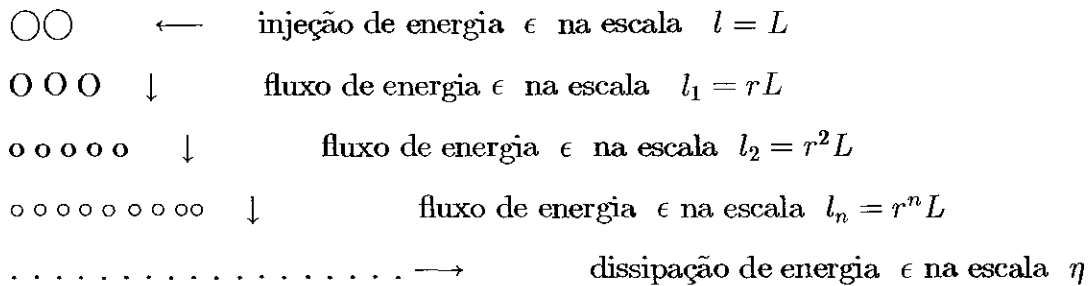 ○○ ⟵ injeção de energia ϵ na escala l = L
O O O ↓ fluxo de energia ϵ na escala l₁ = rL
o o o o o ↓ fluxo de energia ϵ na escala l₂ = r²L
o o o o o o o oo ↓ fluxo de energia ϵ na escala lₙ = rⁿL
. . . . . . . . . . . . . . . . . . ⟶ dissipação de energia ϵ na escala η